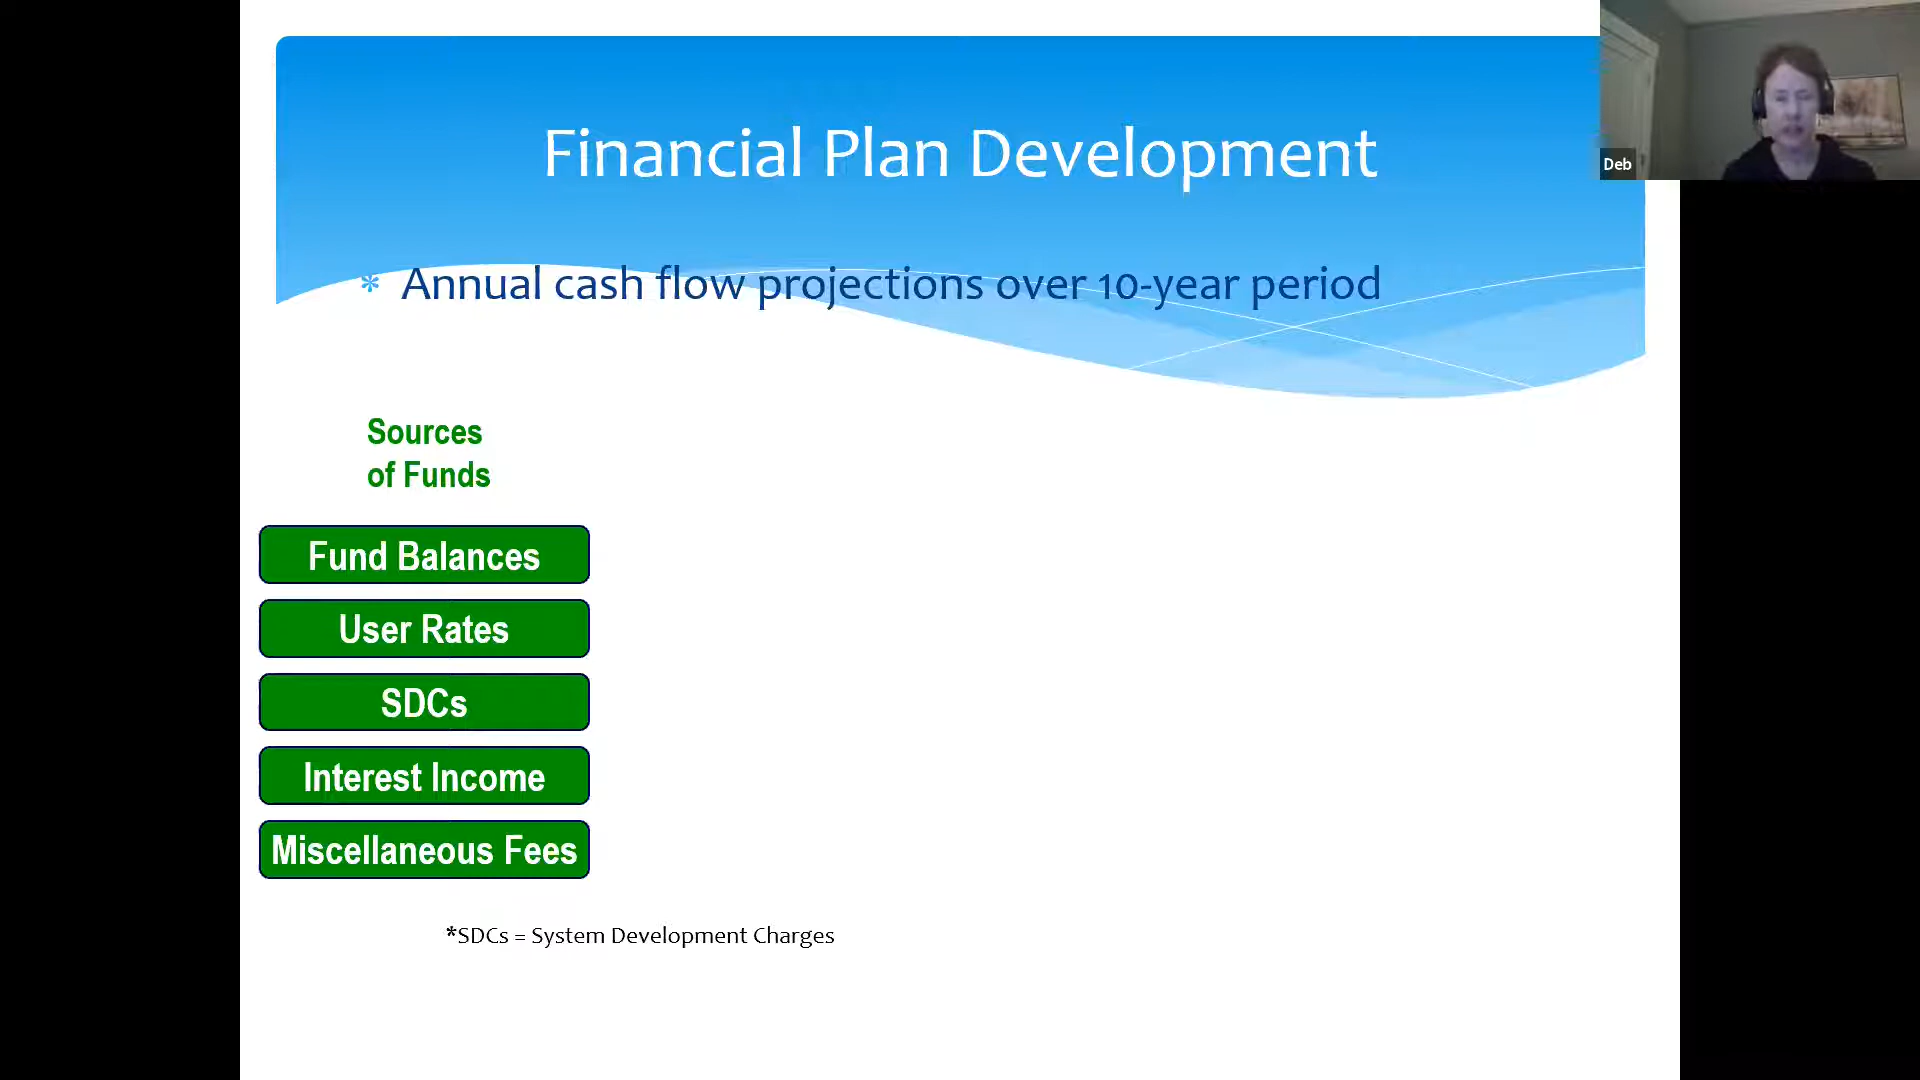 Financial Plan Development
Deb
* Annual cash flow projections over 10-year period
Sources
of Funds
Fund Balances
User Rates
SDCs
Interest Income
Miscellaneous Fees
*SDCs = System Development Charges